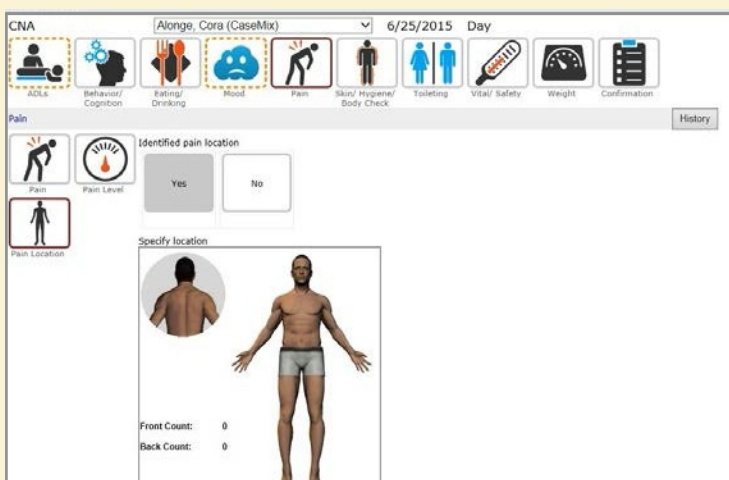 CNA Alonge, Cora (CaseMix) 6/25/2015 Day
ADLs Behavior/ Cognition Eating/ Drinking Mood Pain Skin/ Hygiene/ Body Check Toileting Vital/ Safety Weight Confirmation
Pain History
Pain Pain Level
Pain Location
Identified pain location
Yes No
Specify location
Front Count: 0
Back Count: 0